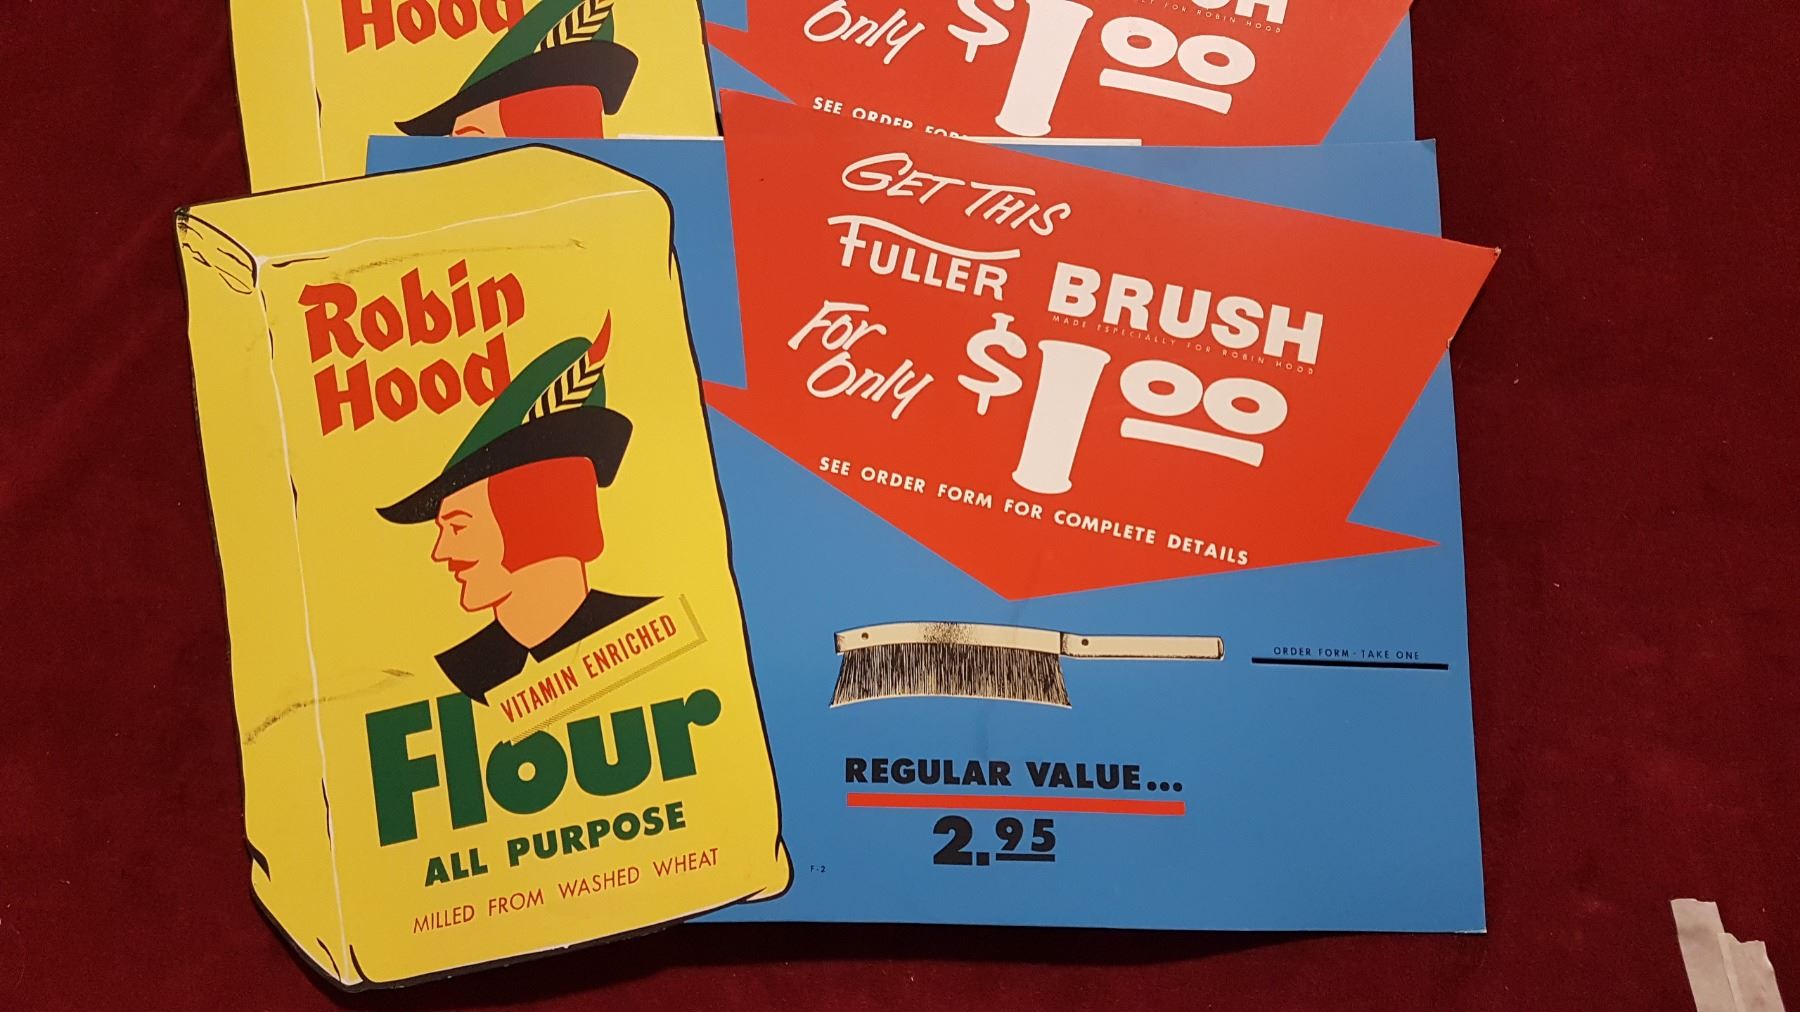 Hood
Only $1.00
SEE ORDER FOR
Robin
Hood
VITAMIN ENRICHED
Flour
ALL PURPOSE
MILLED FROM WASHED WHEAT
GET THIS
FULLER BRUSH
MADE ESPECIALLY FOR ROBIN HOOD
For
Only $1.00
SEE ORDER FORM FOR COMPLETE DETAILS
ORDER FORM - TAKE ONE
REGULAR VALUE...
2.95
F-2